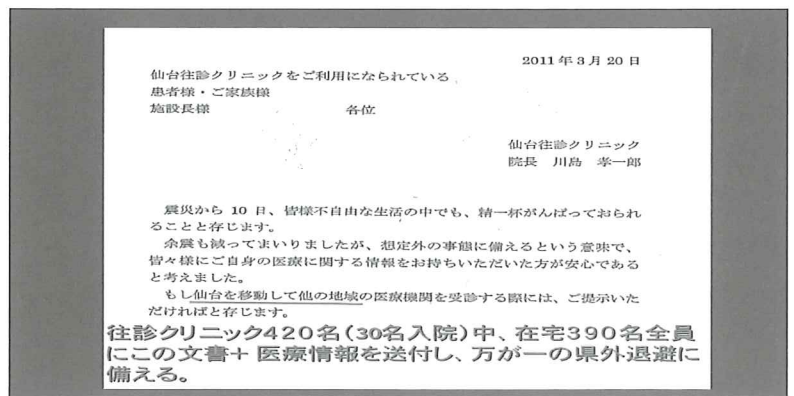 2011年3月20日
仙台往診クリニックをご利用になられている
患者様・ご家族様
施設長様　各位
仙台往診クリニック
院長　川島　孝一郎
震災から 10 日、皆様不自由な生活の中でも、精一杯がんばっておられ
ることと存じます。
余震も減ってまいりましたが、想定外の事態に備えるという意味で、
皆々様にご自身の医療に関する情報をお持ちいただいた方が安心である
と考えました。
もし仙台を移動して他の地域の医療機関を受診する際には、ご提示いた
だければと存じます。
往診クリニック420名(30名入院)中、在宅390名全員
にこの文書+ 医療情報を送付し、万が一の県外退避に
備える。